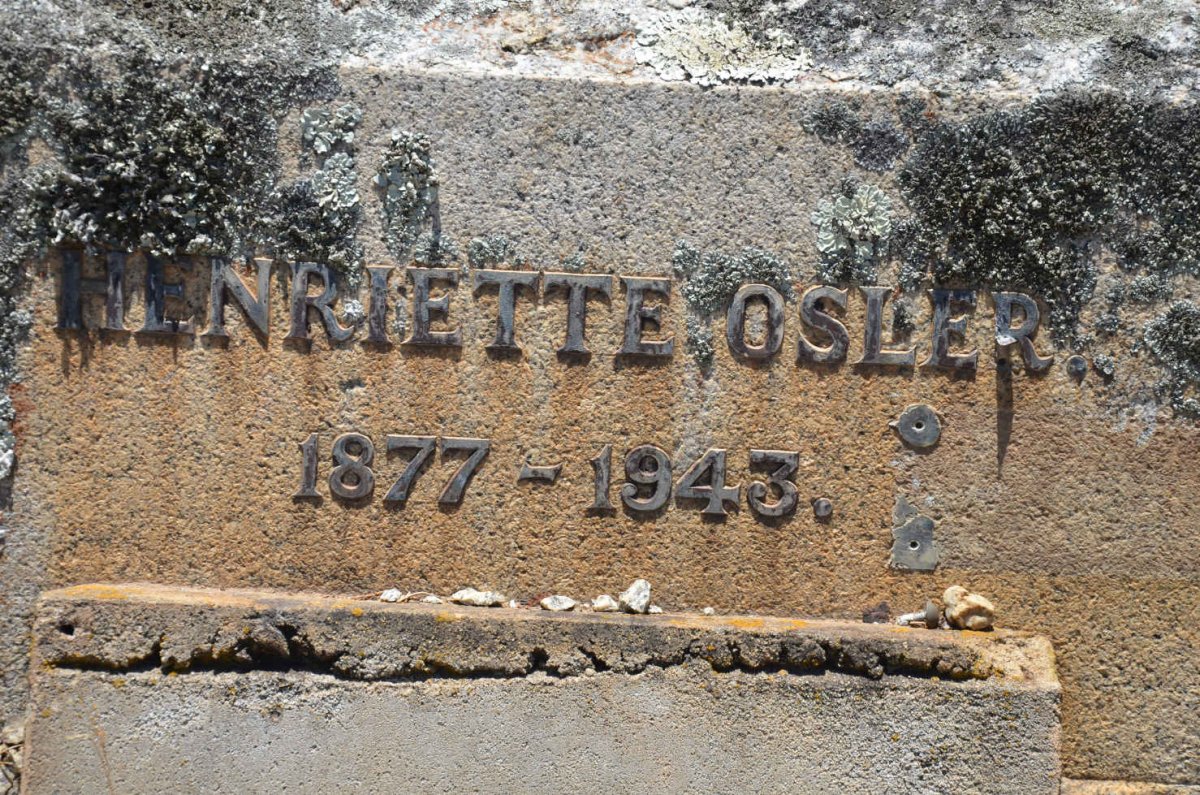 HENRIETTE OSLER.
1877 - 1943.